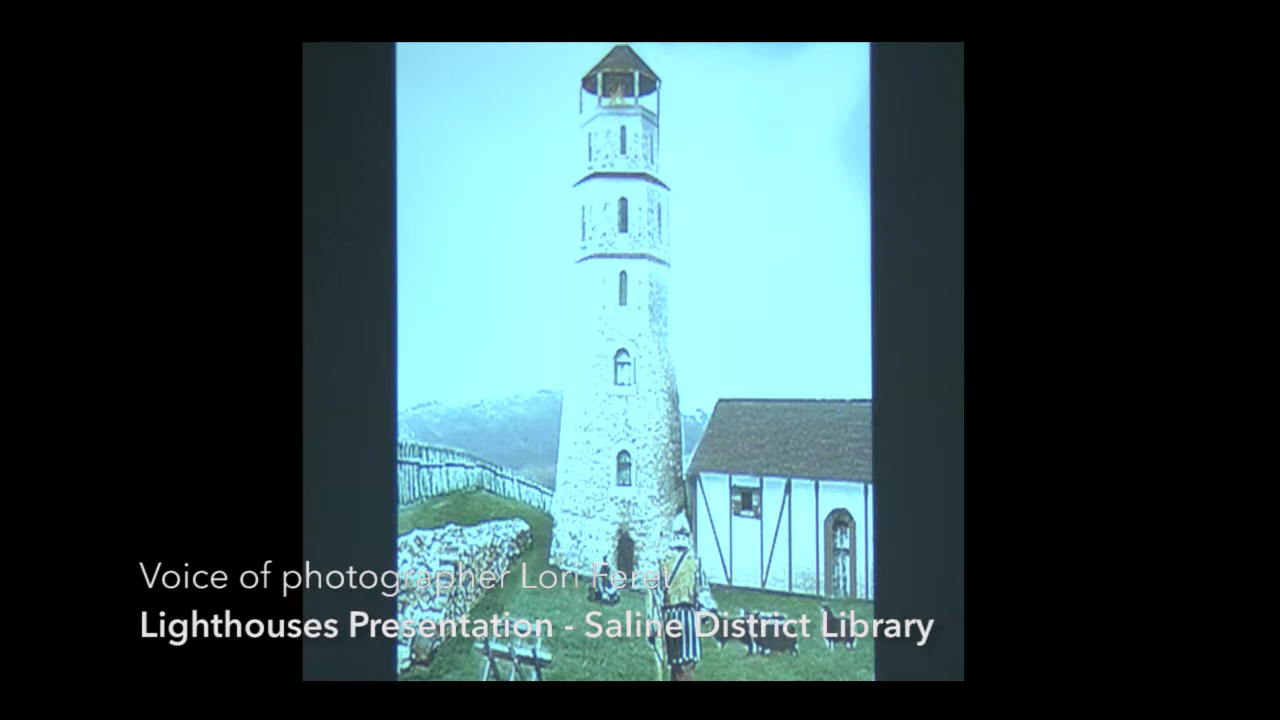 Voice of photographer Lori Feret
Lighthouses Presentation - Saline District Library